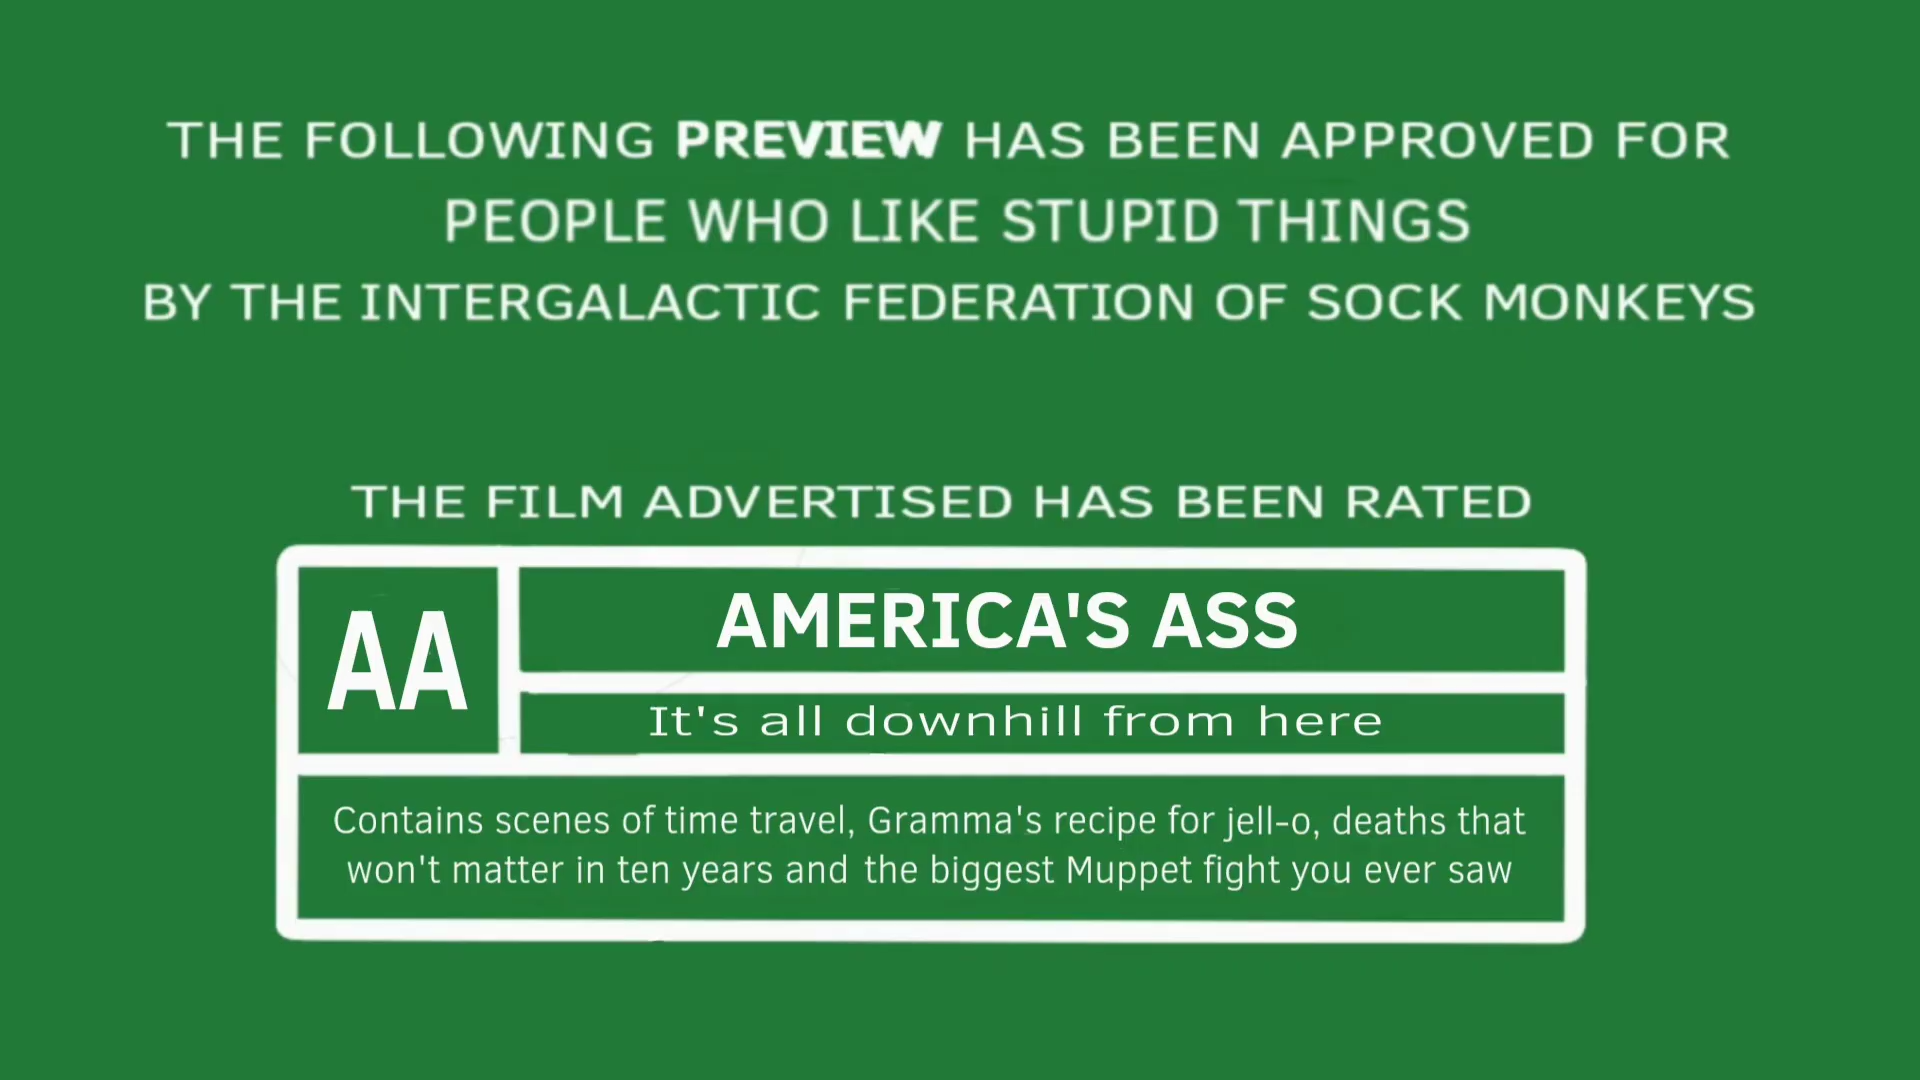 THE FOLLOWING PREVIEW HAS BEEN APPROVED FOR
PEOPLE WHO LIKE STUPID THINGS
BY THE INTERGALACTIC FEDERATION OF SOCK MONKEYS
THE FILM ADVERTISED HAS BEEN RATED
AA
AMERICA'S ASS
It's all downhill from here
Contains scenes of time travel, Gramma's recipe for jell-o, deaths that
won't matter in ten years and the biggest Muppet fight you ever saw